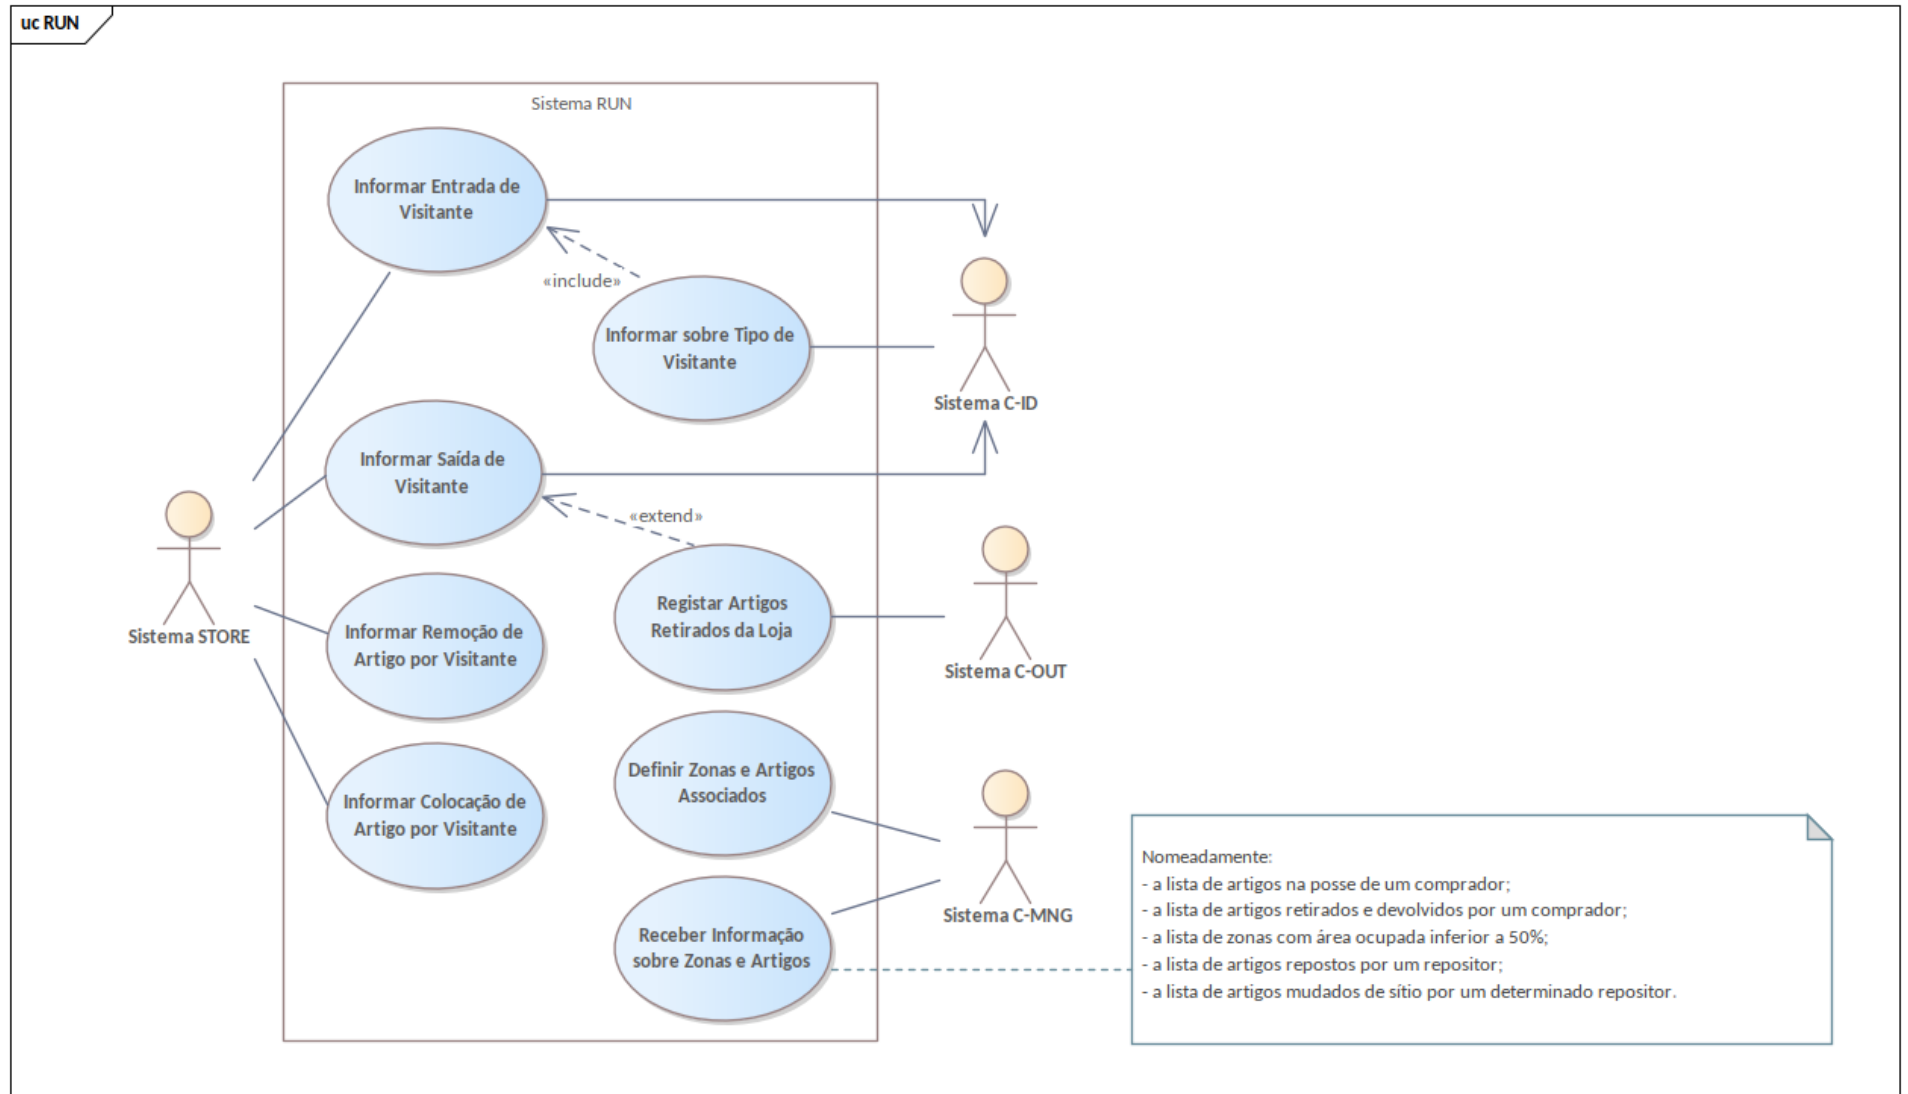 uc RUN
Sistema RUN
Informar Entrada de
Visitante
«include»
Informar sobre Tipo de
Visitante
Sistema C-ID
Informar Saída de
Visitante
«extend»
Sistema STORE
Registar Artigos
Retirados da Loja
Sistema C-OUT
Informar Remoção de
Artigo por Visitante
Definir Zonas e Artigos
Associados
Informar Colocação de
Artigo por Visitante
Sistema C-MNG
Receber Informação
sobre Zonas e Artigos
Nomeadamente:
- a lista de artigos na posse de um comprador;
- a lista de artigos retirados e devolvidos por um comprador;
- a lista de zonas com área ocupada inferior a 50%;
- a lista de artigos repostos por um repositor;
- a lista de artigos mudados de sítio por um determinado repositor.